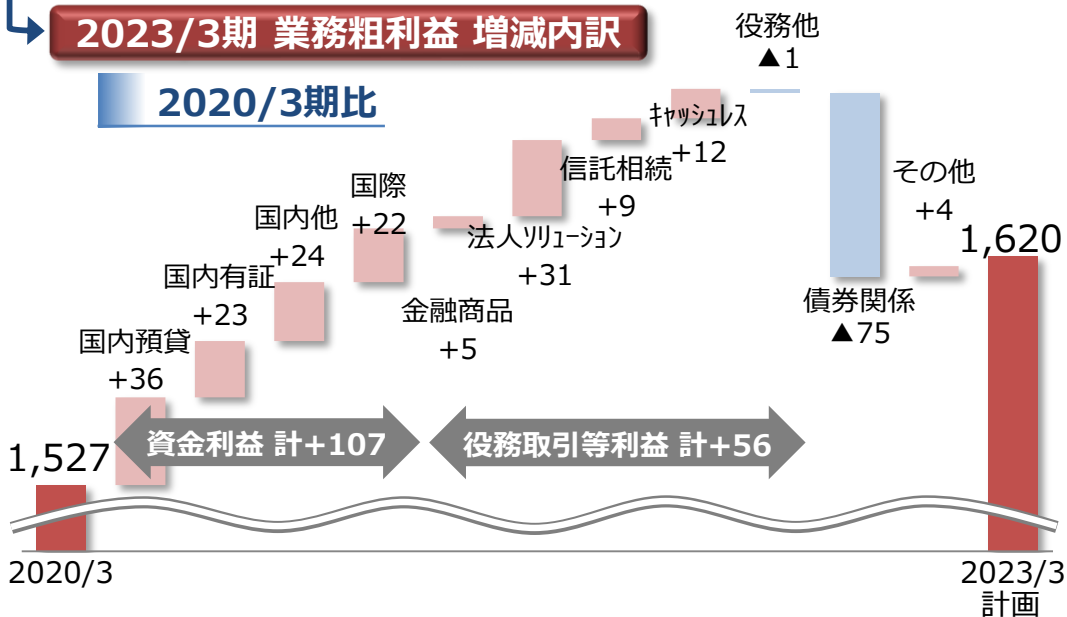 2023/3期 業務粗利益 増減内訳
2020/3期比
1,527
国内預貸
+36
国内有証
+23
国内他
+24
国際
+22
金融商品
+5
法人ｿﾘｭｰｼｮﾝ
+31
信託相続
+9
ｷｬｯｼｭﾚｽ
+12
役務他
▲1
債券関係
▲75
その他
+4
1,620
資金利益 計+107
役務取引等利益 計+56
2020/3
2023/3
計画